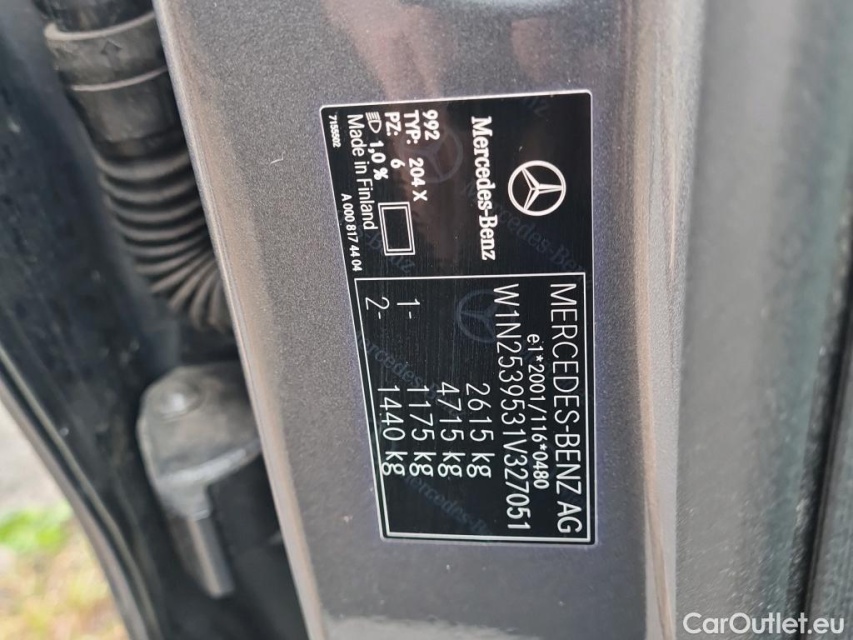 Mercedes-Benz
992
TYP: 204 X
PZ: 6
1,0 %
Made in Finland
7155502
A 000 817 44 04
MERCEDES-BENZ AG
e1*2001/116*0480
W1N2539531V327051
2615 kg
4715 kg
1- 1175 kg
2- 1440 kg
CarOutlet.eu